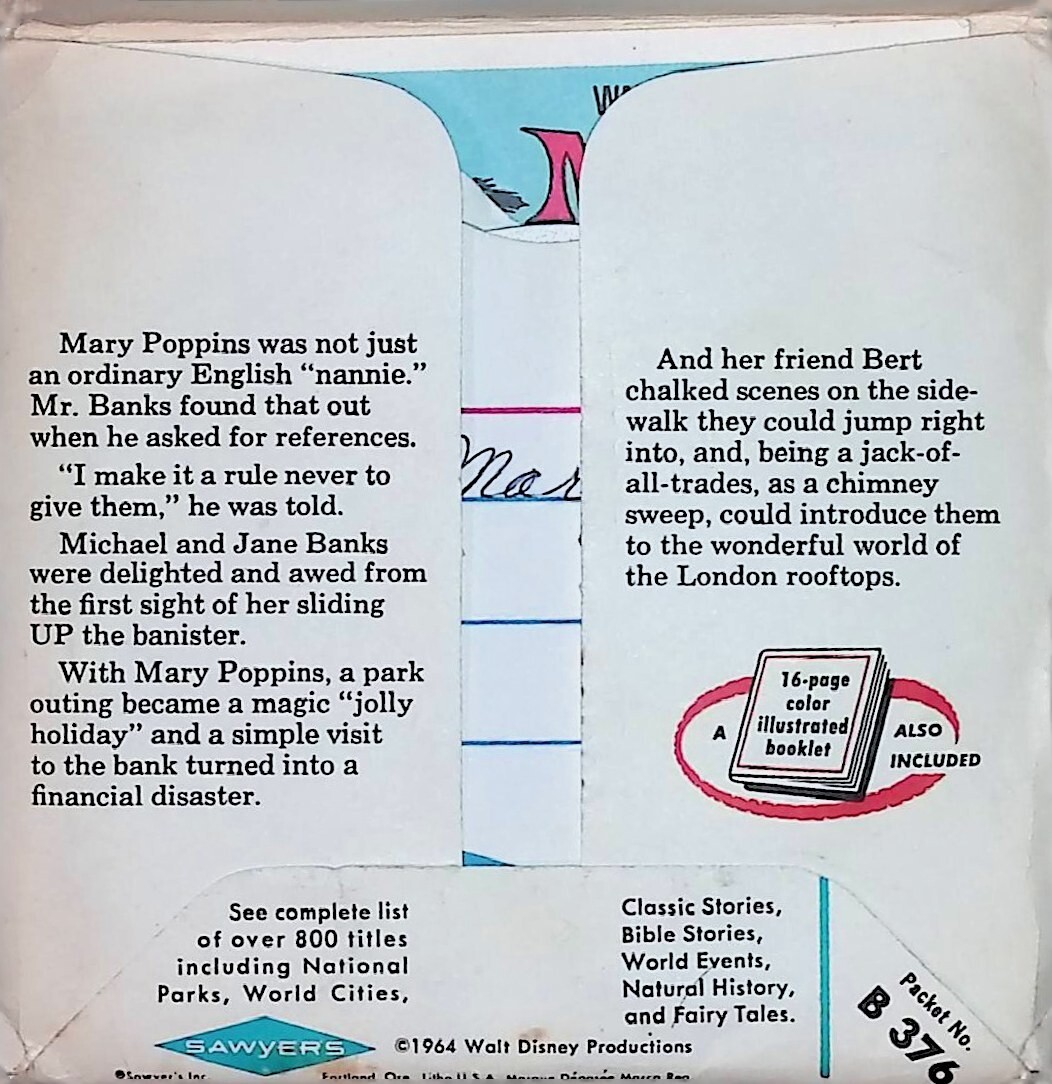 Mary Poppins was not just
an ordinary English “nannie.”
Mr. Banks found that out
when he asked for references.
“I make it a rule never to
give them,” he was told.
Michael and Jane Banks
were delighted and awed from
the first sight of her sliding
UP the banister.
With Mary Poppins, a park
outing became a magic “jolly
holiday” and a simple visit
to the bank turned into a
financial disaster.
Mar
And her friend Bert
chalked scenes on the side-
walk they could jump right
into, and, being a jack-of-
all-trades, as a chimney
sweep, could introduce them
to the wonderful world of
the London rooftops.
A
16-page
color
illustrated
booklet
ALSO
INCLUDED
See complete list
of over 800 titles
including National
Parks, World Cities,
Classic Stories,
Bible Stories,
World Events,
Natural History,
and Fairy Tales.
Packet No.
B 376
SAWYERS
©1964 Walt Disney Productions
©Sawyer's Inc.